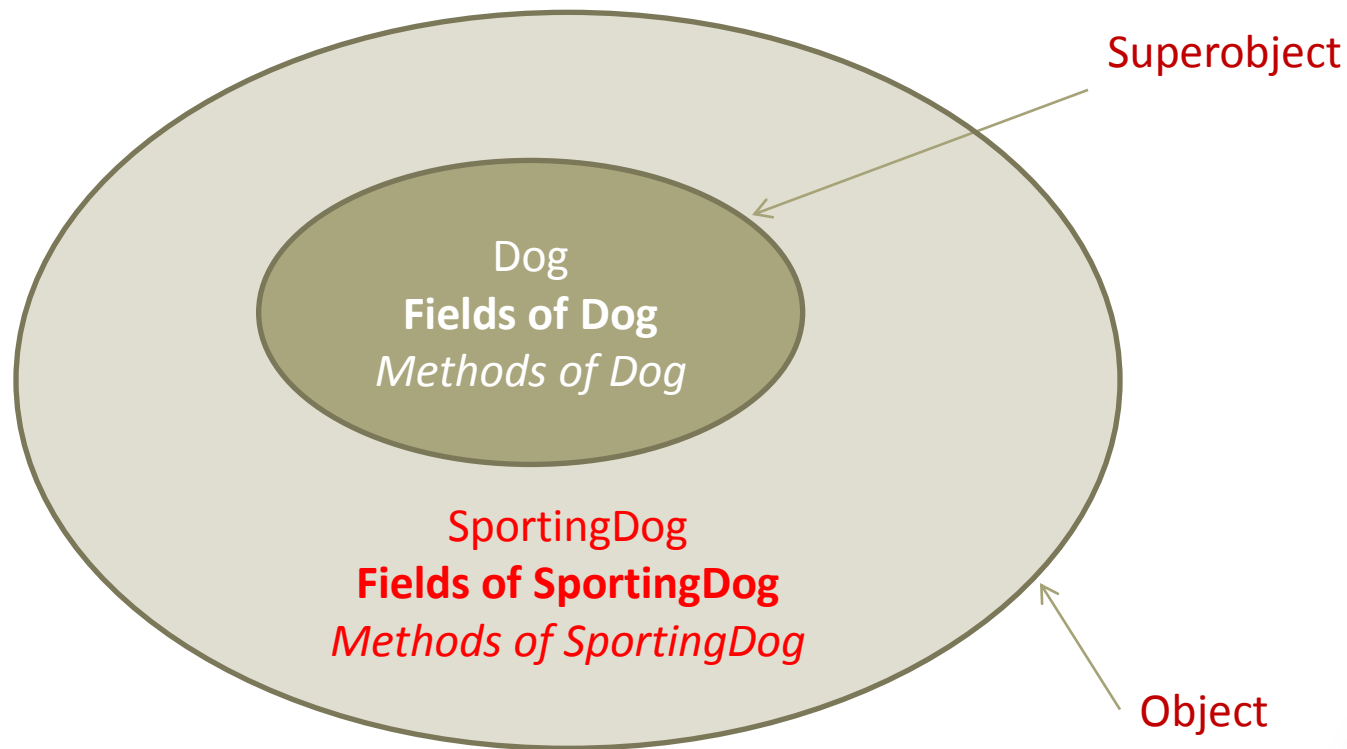 Superobject
Dog
Fields of Dog
Methods of Dog
SportingDog
Fields of SportingDog
Methods of SportingDog
Object